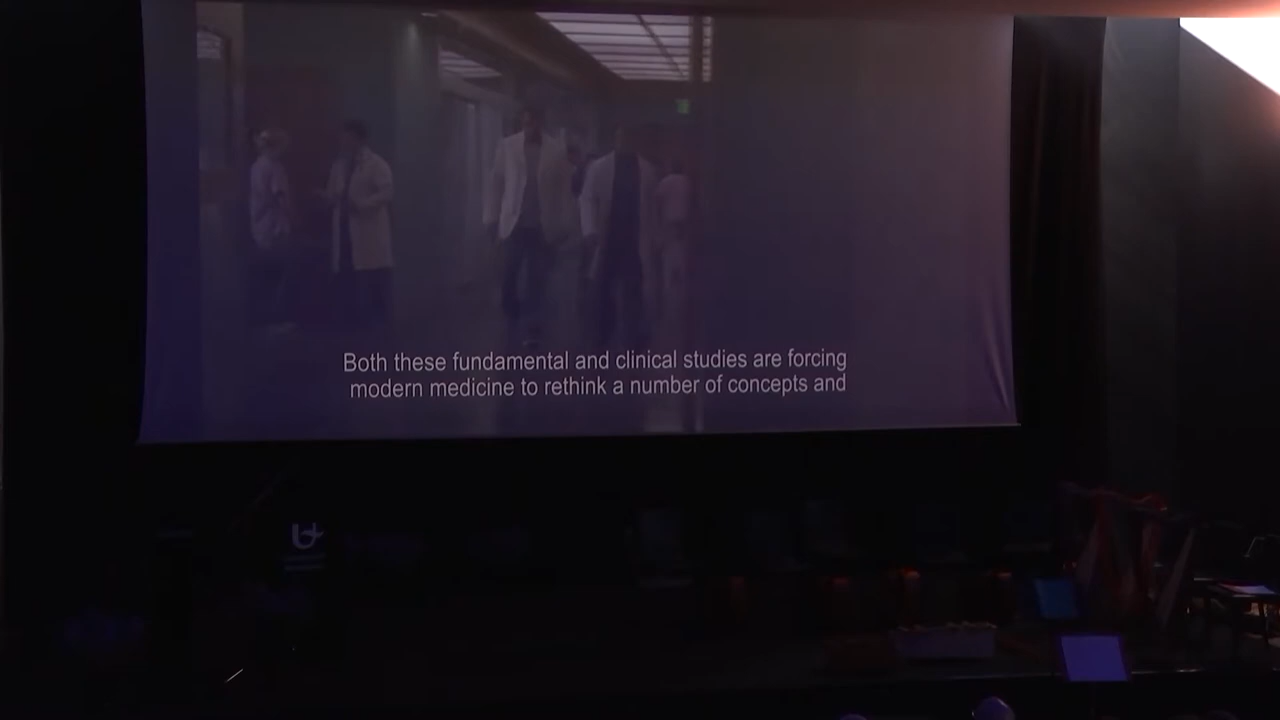 Both these fundamental and clinical studies are forcing
modern medicine to rethink a number of concepts and